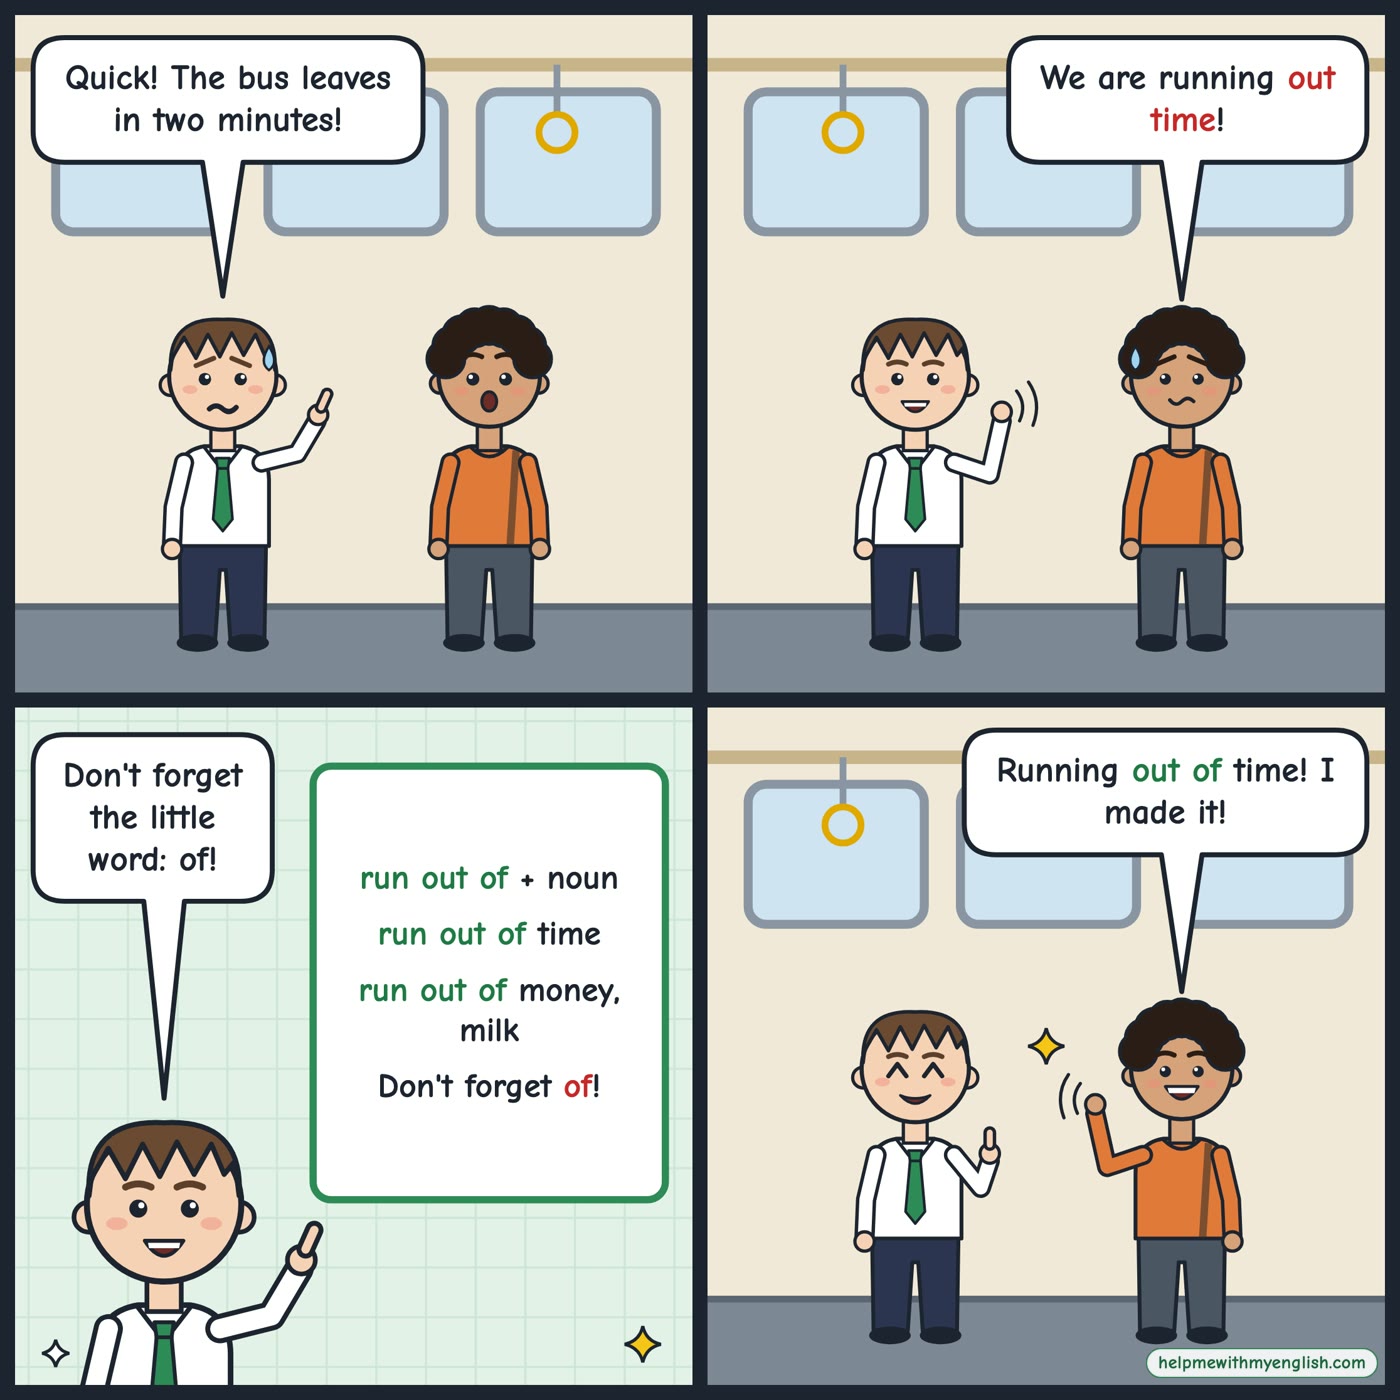 Quick! The bus leaves
in two minutes!
We are running out
time!
Don't forget
the little
word: of!
run out of + noun
run out of time
run out of money,
milk
Don't forget of!
Running out of time! I
made it!
helpmewithmyenglish.com